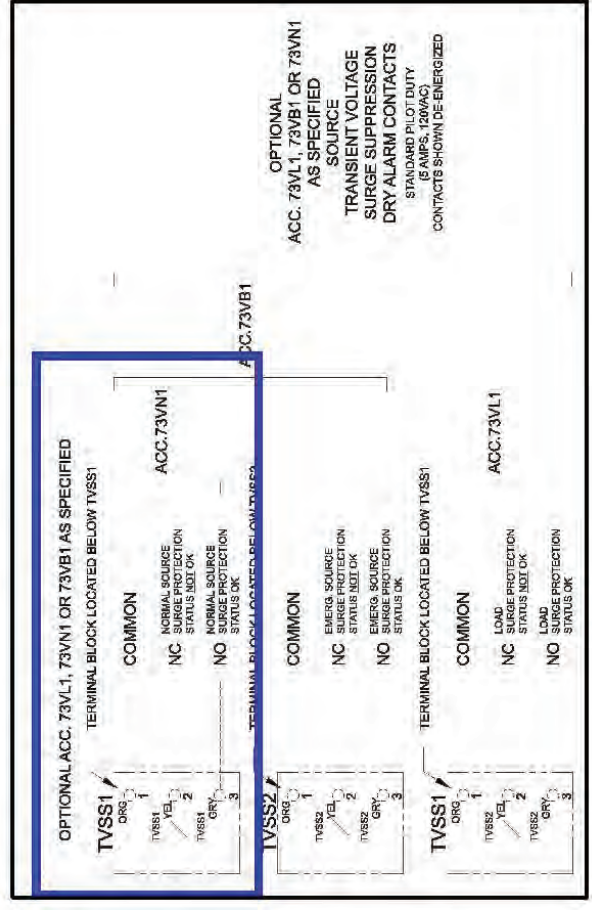 OPTIONAL ACC. 73VL1, 73VN1 OR 73VB1 AS SPECIFIED
TERMINAL BLOCK LOCATED BELOW TVSS1
TVSS1
ORG
1
COMMON
TVSS1
YEL
2
NC
NORMAL SOURCE
SURGE PROTECTION
STATUS NOT OK
ACC.73VN1
TVSS1
GRY
3
NO
NORMAL SOURCE
SURGE PROTECTION
STATUS OK
ACC.73VB1
TERMINAL BLOCK LOCATED BELOW TVSS2
TVSS2
ORG
1
COMMON
TVSS2
YEL
2
NC
EMERG. SOURCE
SURGE PROTECTION
STATUS NOT OK
TVSS2
GRY
3
NO
EMERG. SOURCE
SURGE PROTECTION
STATUS OK
TERMINAL BLOCK LOCATED BELOW TVSS1
TVSS1
ORG
1
COMMON
TVSS2
YEL
2
NC
LOAD
SURGE PROTECTION
STATUS NOT OK
ACC.73VL1
TVSS2
GRY
3
NO
LOAD
SURGE PROTECTION
STATUS OK
OPTIONAL
ACC. 73VL1, 73VB1 OR 73VN1
AS SPECIFIED
SOURCE
TRANSIENT VOLTAGE
SURGE SUPPRESSION
DRY ALARM CONTACTS
STANDARD PILOT DUTY
(5 AMPS, 120VAC)
CONTACTS SHOWN DE-ENERGIZED